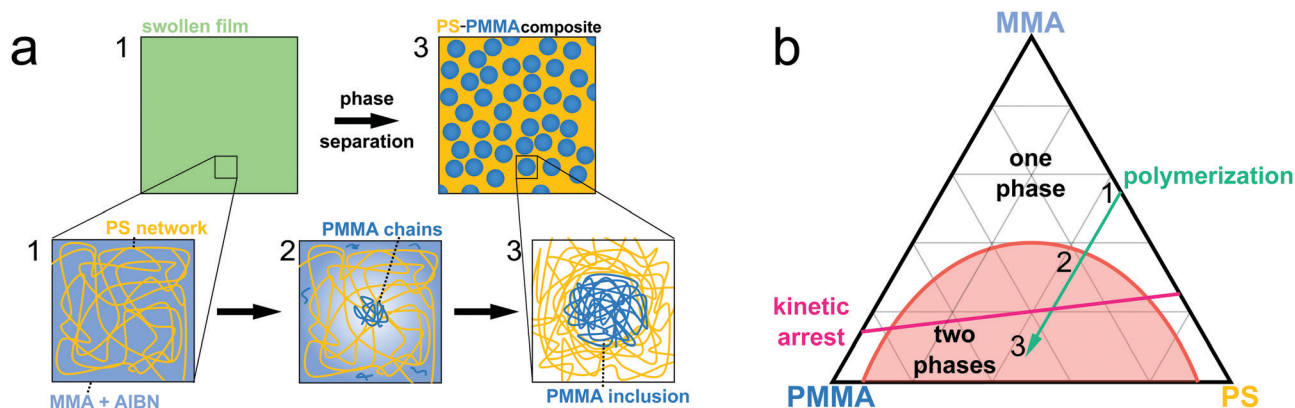 a
swollen film
1
phase
separation
PS-PMMA composite
3
PS network
1
MMA + AIBN
PMMA chains
2
3
PMMA inclusion
b
MMA
one
phase
1
polymerization
2
kinetic
arrest
two
phases
3
PMMA
PS